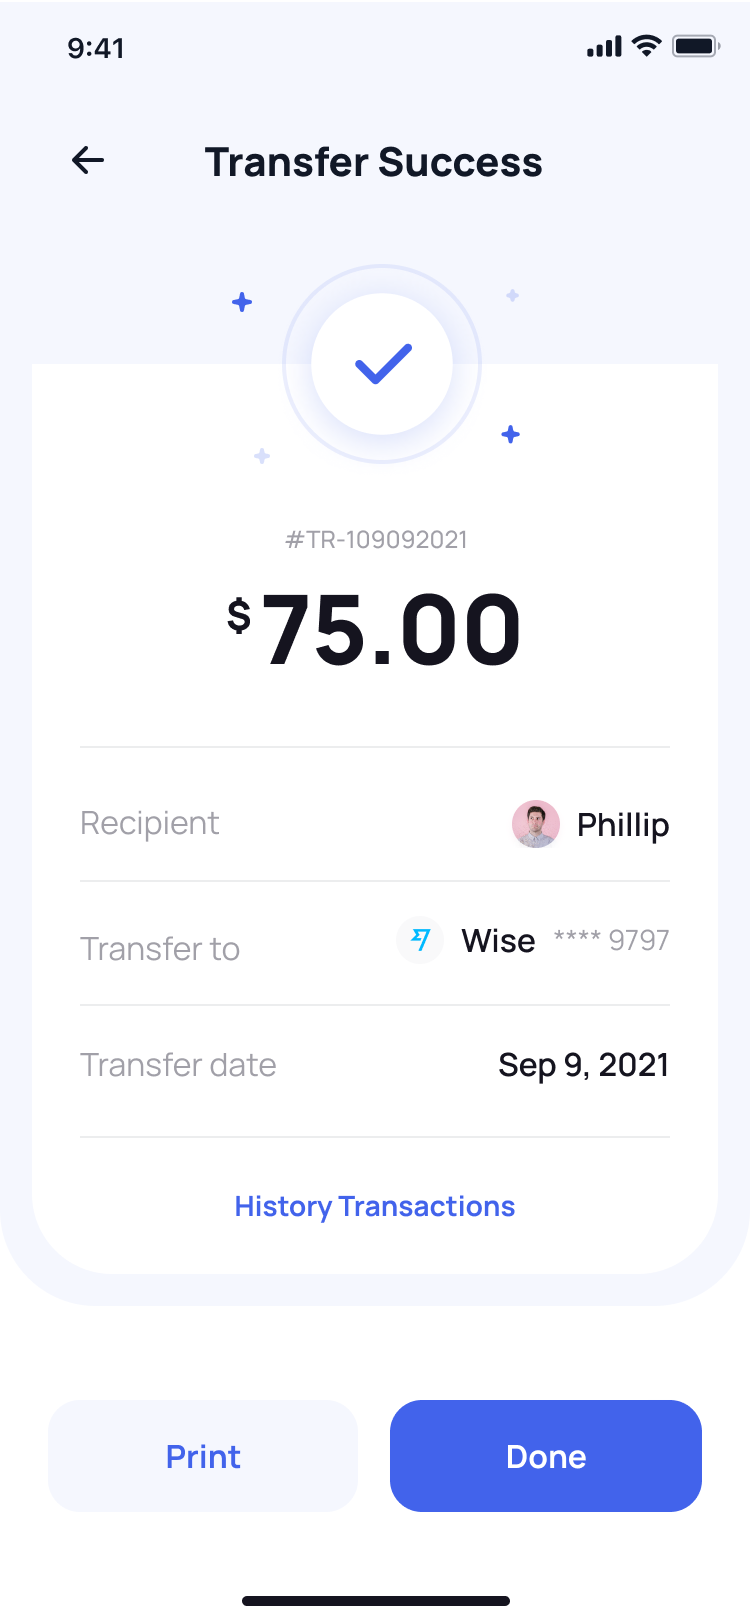 9:41
Transfer Success
#TR-109092021
$75.00
Recipient Phillip
Transfer to Wise **** 9797
Transfer date Sep 9, 2021
History Transactions
Print Done